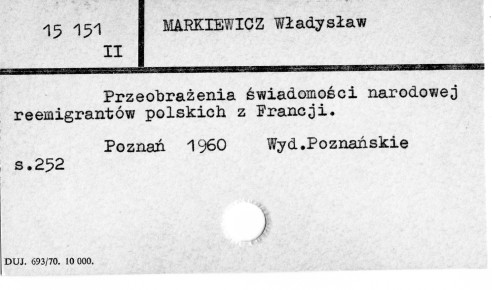 15 151
II
MARKIEWICZ Władysław
Przeobrażenia świadomości narodowej
reemigrantów polskich z Francji.
Poznań 1960 Wyd.Poznańskie
s.252
DUJ. 693/70. 10 000.